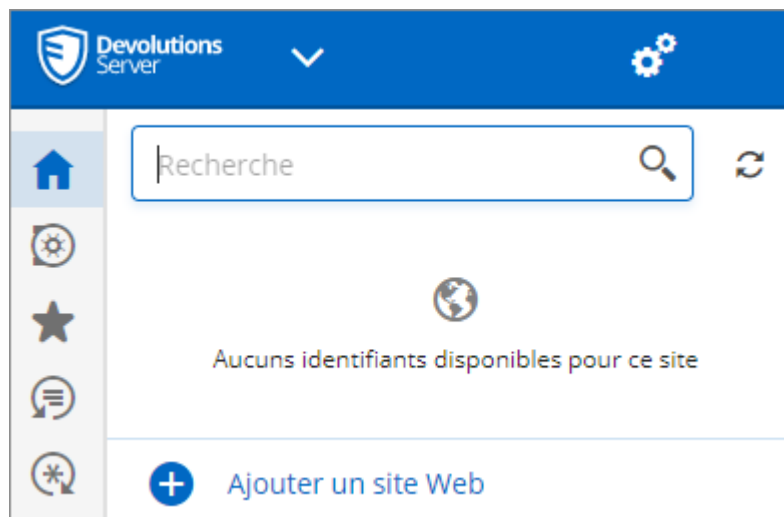 Devolutions
Server
Recherche
Aucuns identifiants disponibles pour ce site
Ajouter un site Web